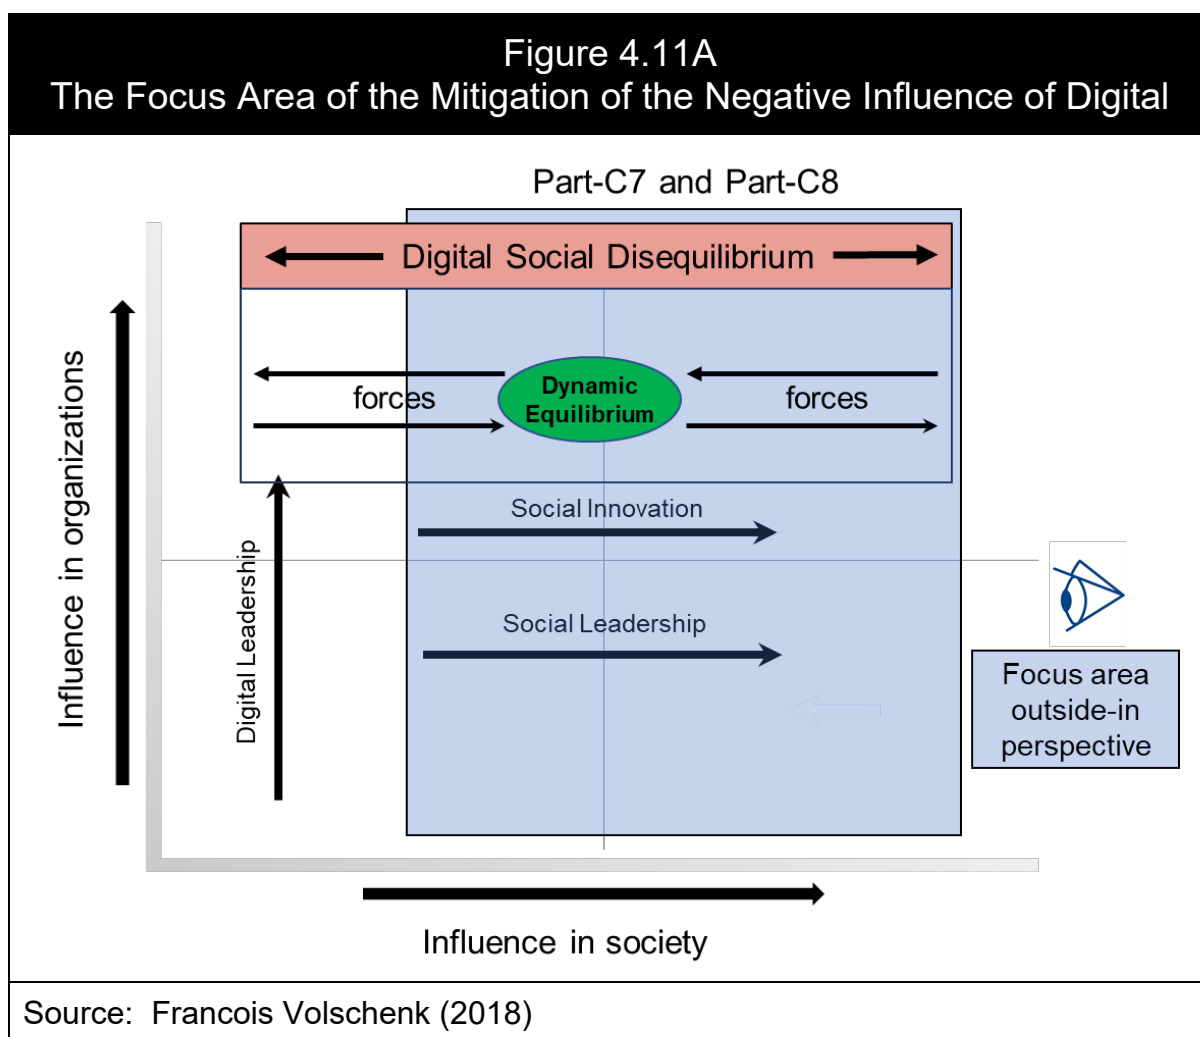 Figure 4.11A
The Focus Area of the Mitigation of the Negative Influence of Digital
Part-C7 and Part-C8
Digital Social Disequilibrium
forces
Dynamic
Equilibrium
forces
Influence in organizations
Digital Leadership
Social Innovation
Social Leadership
Focus area
outside-in
perspective
Influence in society
Source:  Francois Volschenk (2018)